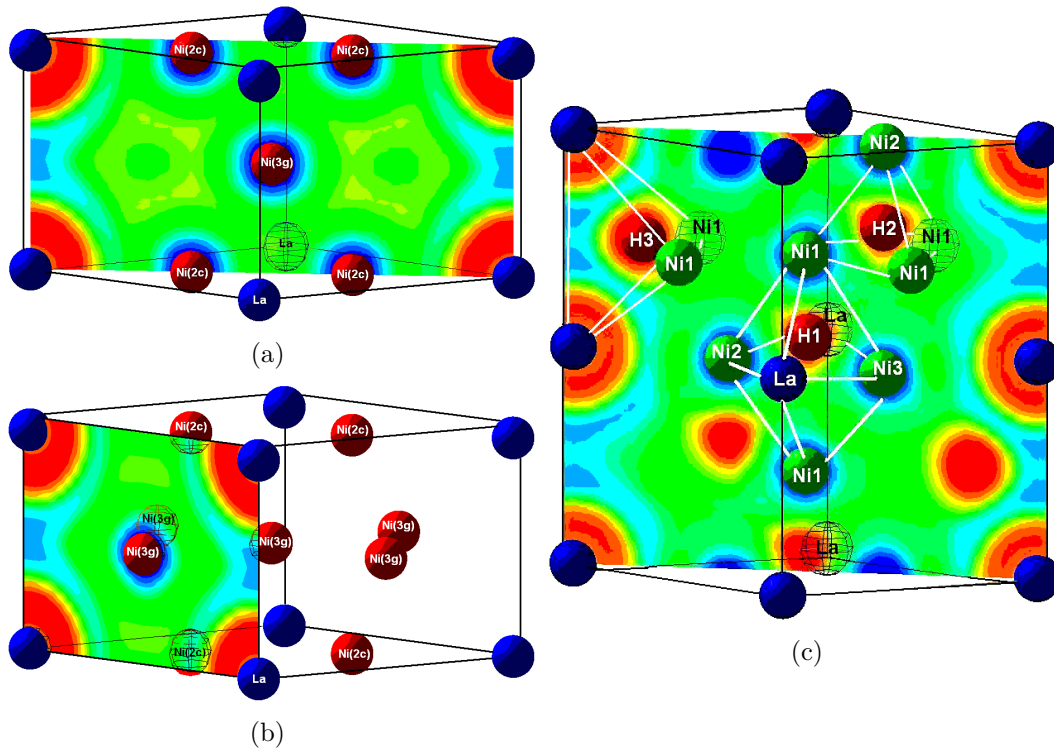 Ni(2c)
Ni(2c)
Ni(3g)
La
Ni(2c)
Ni(2c)
La
(a)
Ni(2c)
Ni(2c)
Ni(3g)
Ni(3g)
Ni(3g)
Ni(3g)
Ni(3g)
Ni(2c)
Ni(2c)
La
(b)
Ni2
H3
Ni1
H2
Ni1
Ni1
Ni1
Ni1
La
H1
Ni2
Ni3
La
Ni1
La
(c)